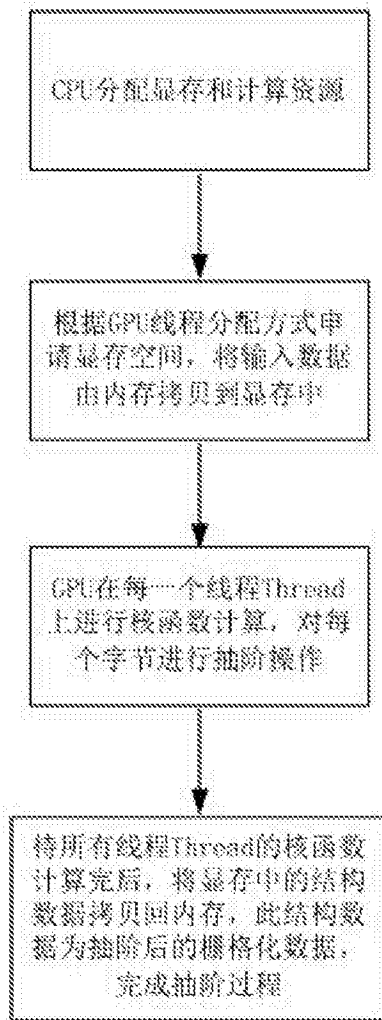 CPU分配显存和计算资源
根据GPU线程分配方式申
请显存空间，将输入数据
由内存拷贝到显存中
GPU在每一个线程Thread
上进行核函数计算，对每
个字节进行抽阶操作
待所有线程Thread的核函数
计算完后，将显存中的结构
数据拷贝回内存，此结构数
据为抽阶后的栅格化数据，
完成抽阶过程